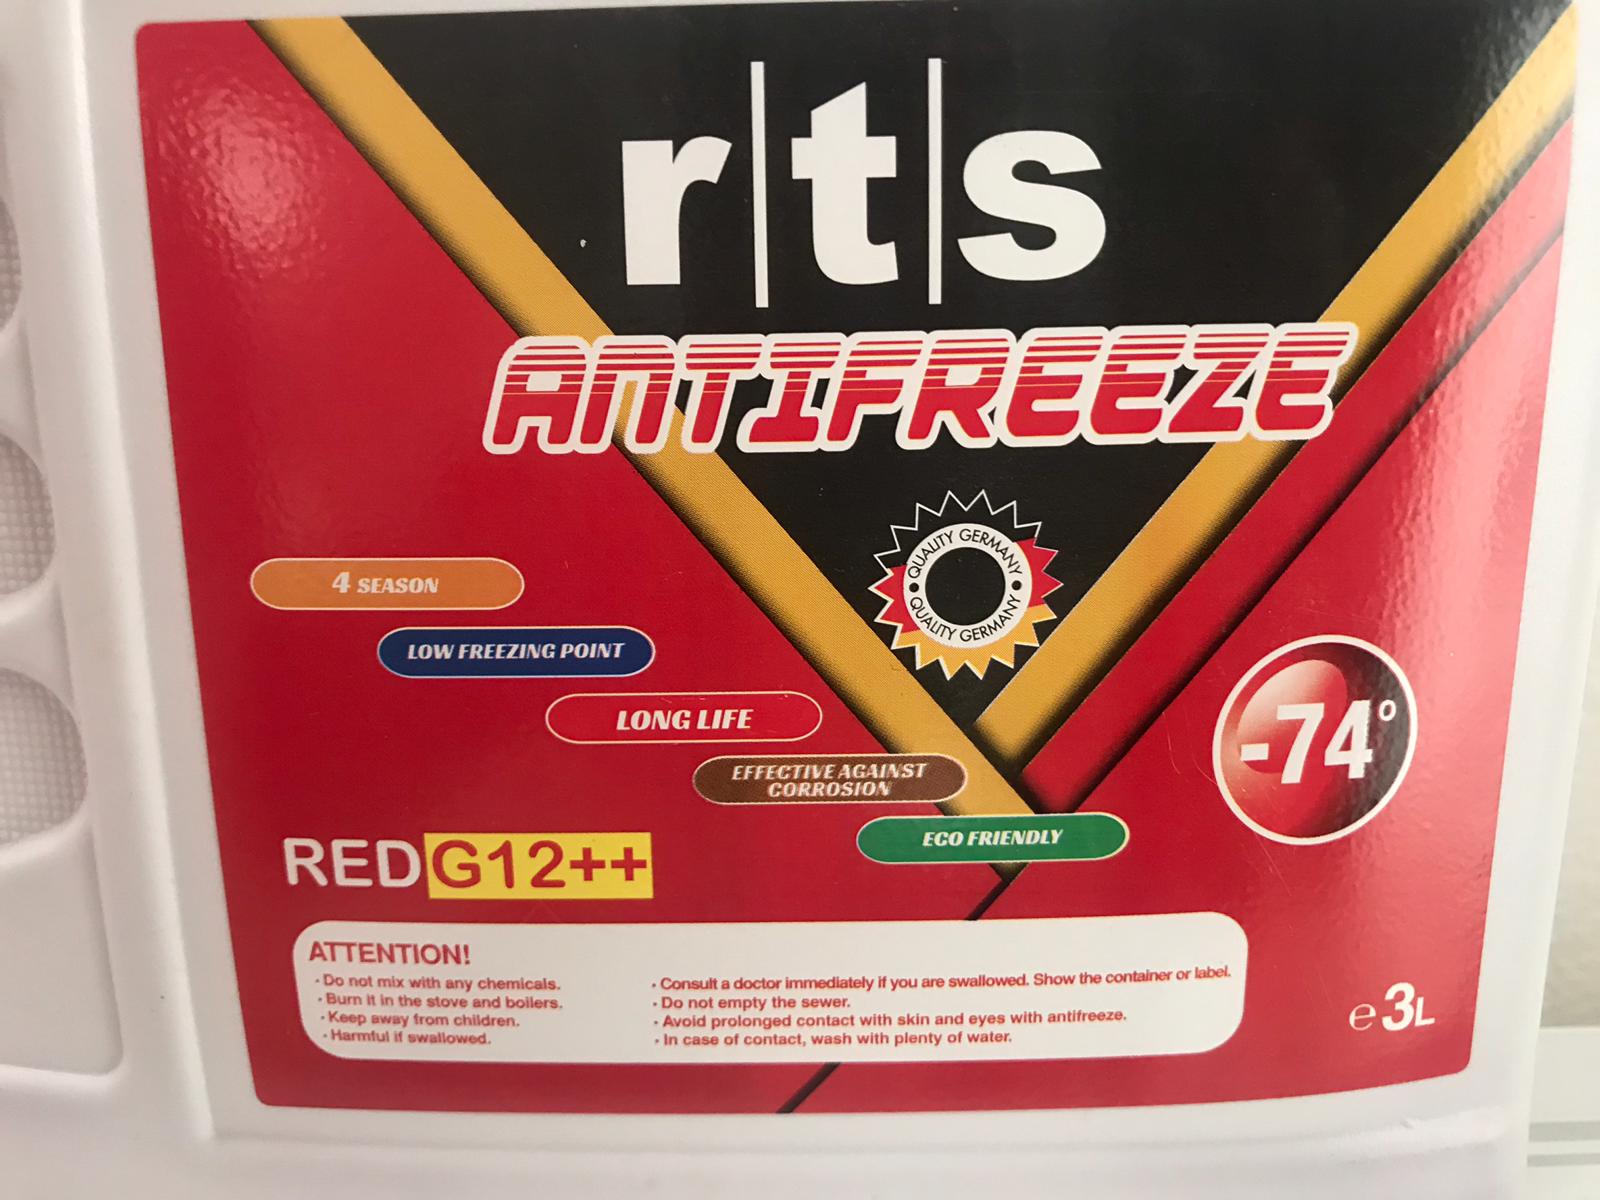 r|t|s
ANTIFREEZE
QUALITY GERMANY
QUALITY GERMANY
4 SEASON
LOW FREEZING POINT
LONG LIFE
EFFECTIVE AGAINST
CORROSION
ECO FRIENDLY
-74°
RED G12++
ATTENTION!
· Do not mix with any chemicals.
· Burn it in the stove and boilers.
· Keep away from children.
· Harmful if swallowed.
· Consult a doctor immediately if you are swallowed. Show the container or label.
· Do not empty the sewer.
· Avoid prolonged contact with skin and eyes with antifreeze.
· In case of contact, wash with plenty of water.
℮ 3L